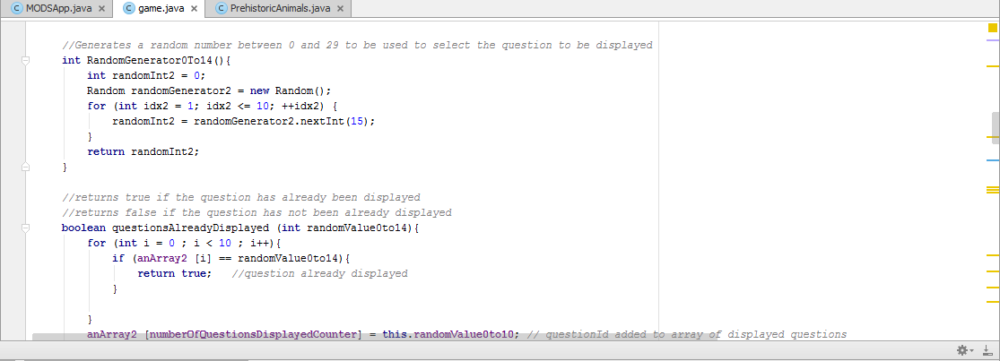 MODSApp.java × game.java × PrehistoricAnimals.java ×
//Generates a random number between 0 and 29 to be used to select the question to be displayed
int RandomGenerator0To14(){
int randomInt2 = 0;
Random randomGenerator2 = new Random();
for (int idx2 = 1; idx2 <= 10; ++idx2) {
randomInt2 = randomGenerator2.nextInt(15);
}
return randomInt2;
}
//returns true if the question has already been displayed
//returns false if the question has not been already displayed
boolean questionsAlreadyDisplayed (int randomValue0to14){
for (int i = 0 ; i < 10 ; i++){
if (anArray2 [i] == randomValue0to14){
return true; //question already displayed
}
}
anArray2 [numberOfQuestionsDisplayedCounter] = this.randomValue0to10; // questionId added to array of displayed questions